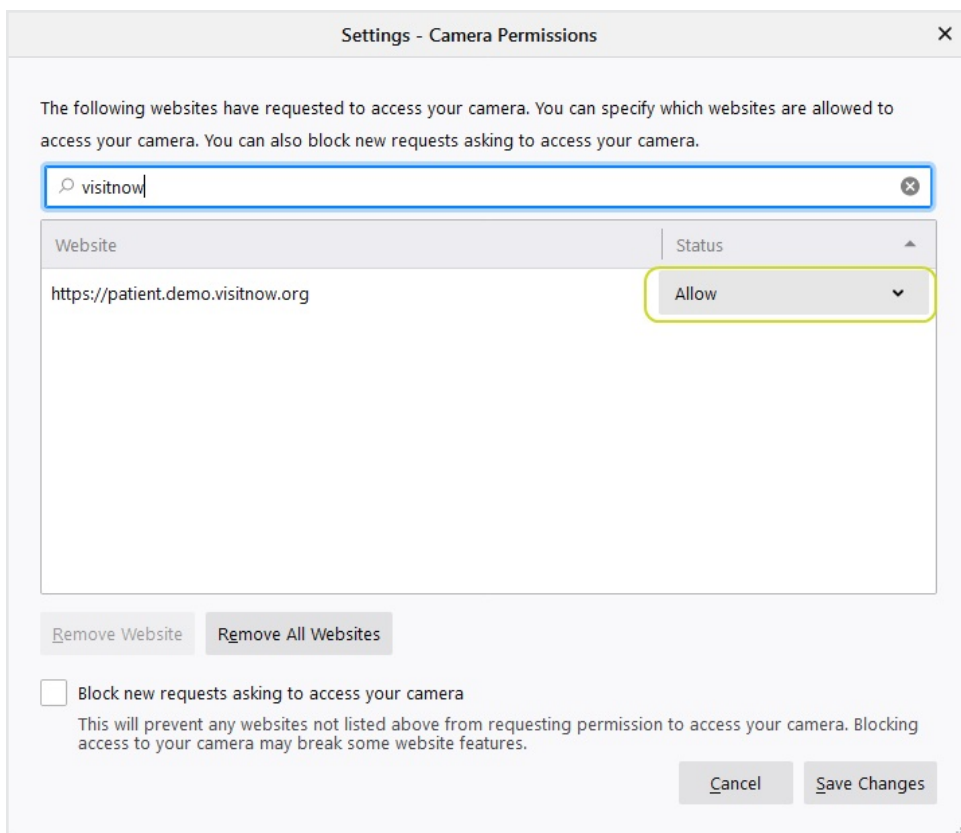 Settings - Camera Permissions
The following websites have requested to access your camera. You can specify which websites are allowed to
access your camera. You can also block new requests asking to access your camera.
visitnow
Website
Status
https://patient.demo.visitnow.org
Allow
Remove Website
Remove All Websites
Block new requests asking to access your camera
This will prevent any websites not listed above from requesting permission to access your camera. Blocking
access to your camera may break some website features.
Cancel
Save Changes